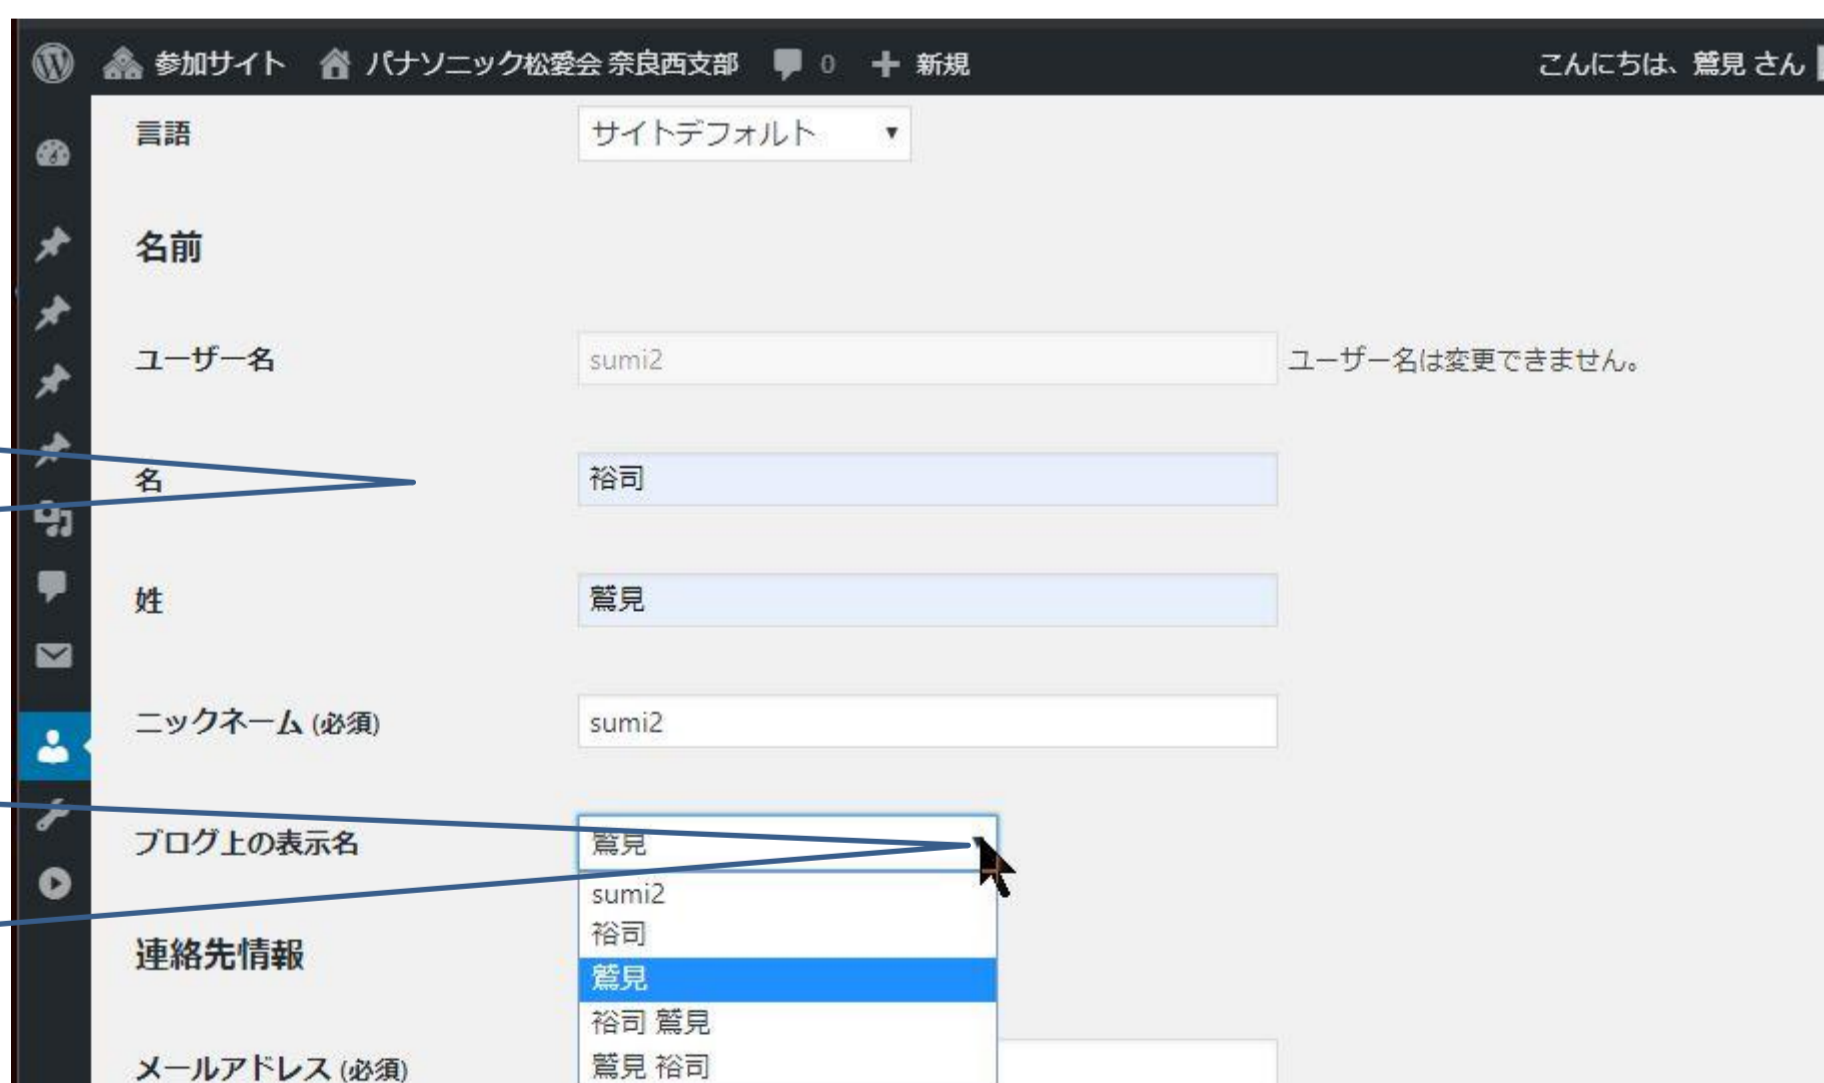 参加サイト パナソニック松愛会 奈良西支部 0 新規 こんにちは、鷲見 さん
言語 サイトデフォルト
名前
ユーザー名 sumi2 ユーザー名は変更できません。
名 裕司
姓 鷲見
ニックネーム (必須) sumi2
ブログ上の表示名 鷲見
sumi2
裕司
連絡先情報
鷲見
裕司 鷲見
メールアドレス (必須) 鷲見 裕司